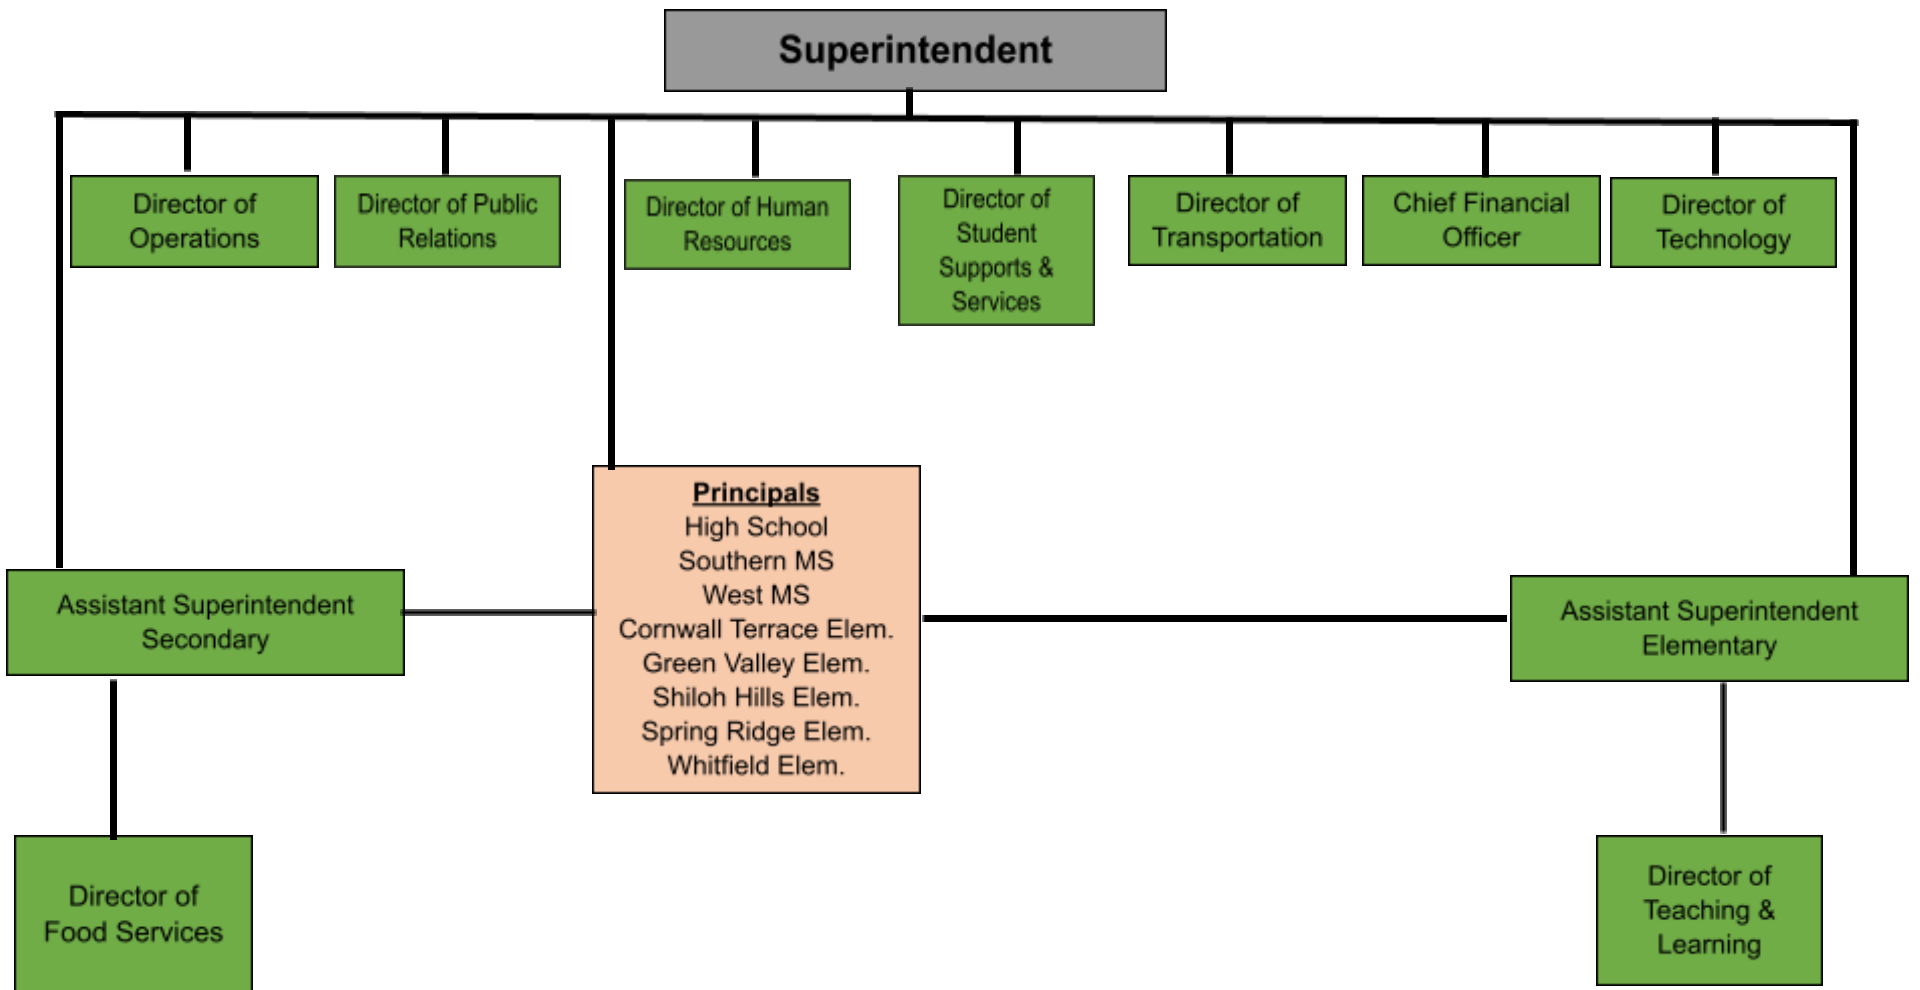 Superintendent
Director of
Operations
Director of Public
Relations
Director of Human
Resources
Director of
Student
Supports &
Services
Director of
Transportation
Chief Financial
Officer
Director of
Technology
Principals
High School
Southern MS
West MS
Cornwall Terrace Elem.
Green Valley Elem.
Shiloh Hills Elem.
Spring Ridge Elem.
Whitfield Elem.
Assistant Superintendent
Secondary
Assistant Superintendent
Elementary
Director of
Food Services
Director of
Teaching &
Learning